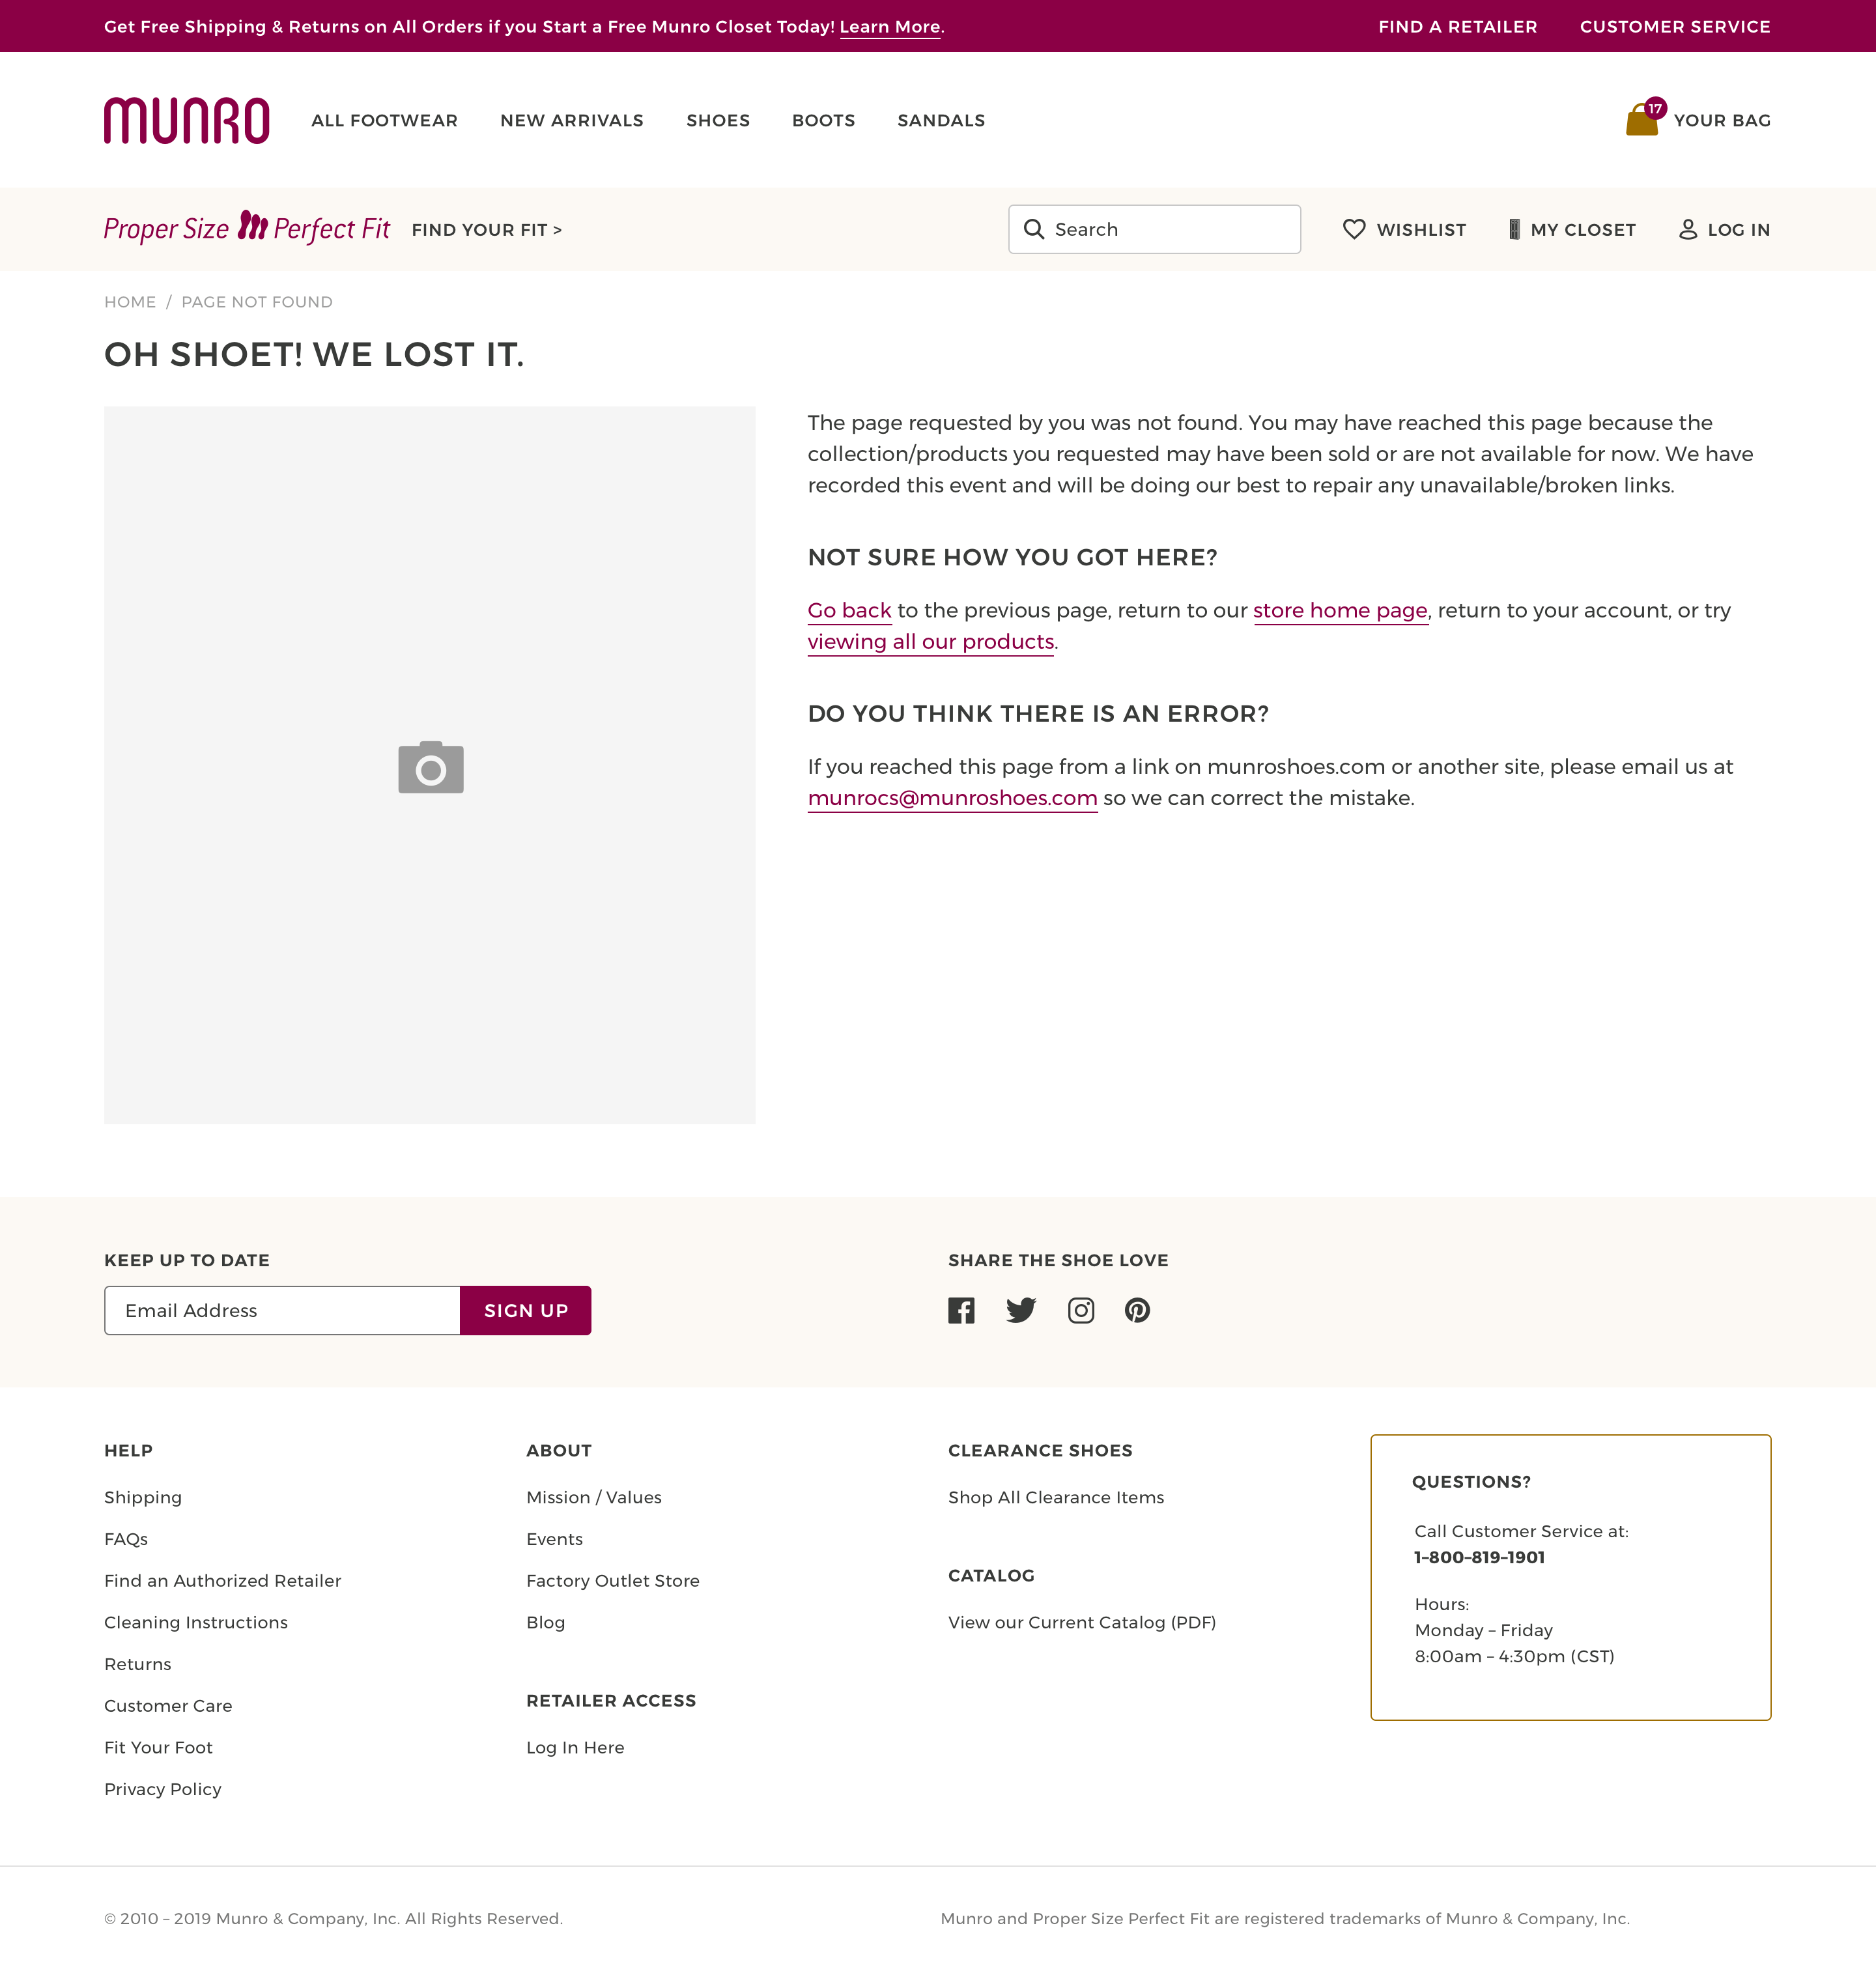 Get Free Shipping & Returns on All Orders if you Start a Free Munro Closet Today! Learn More.
FIND A RETAILER
CUSTOMER SERVICE
MUNRO
ALL FOOTWEAR
NEW ARRIVALS
SHOES
BOOTS
SANDALS
17
YOUR BAG
Proper Size Perfect Fit
FIND YOUR FIT >
Search
WISHLIST
MY CLOSET
LOG IN
HOME / PAGE NOT FOUND
OH SHOET! WE LOST IT.
The page requested by you was not found. You may have reached this page because the
collection/products you requested may have been sold or are not available for now. We have
recorded this event and will be doing our best to repair any unavailable/broken links.
NOT SURE HOW YOU GOT HERE?
Go back to the previous page, return to our store home page, return to your account, or try
viewing all our products.
DO YOU THINK THERE IS AN ERROR?
If you reached this page from a link on munroshoes.com or another site, please email us at
munrocs@munroshoes.com so we can correct the mistake.
KEEP UP TO DATE
Email Address
SIGN UP
SHARE THE SHOE LOVE
HELP
Shipping
FAQs
Find an Authorized Retailer
Cleaning Instructions
Returns
Customer Care
Fit Your Foot
Privacy Policy
ABOUT
Mission / Values
Events
Factory Outlet Store
Blog
RETAILER ACCESS
Log In Here
CLEARANCE SHOES
Shop All Clearance Items
CATALOG
View our Current Catalog (PDF)
QUESTIONS?
Call Customer Service at:
1-800-819-1901
Hours:
Monday – Friday
8:00am – 4:30pm (CST)
© 2010 – 2019 Munro & Company, Inc. All Rights Reserved.
Munro and Proper Size Perfect Fit are registered trademarks of Munro & Company, Inc.